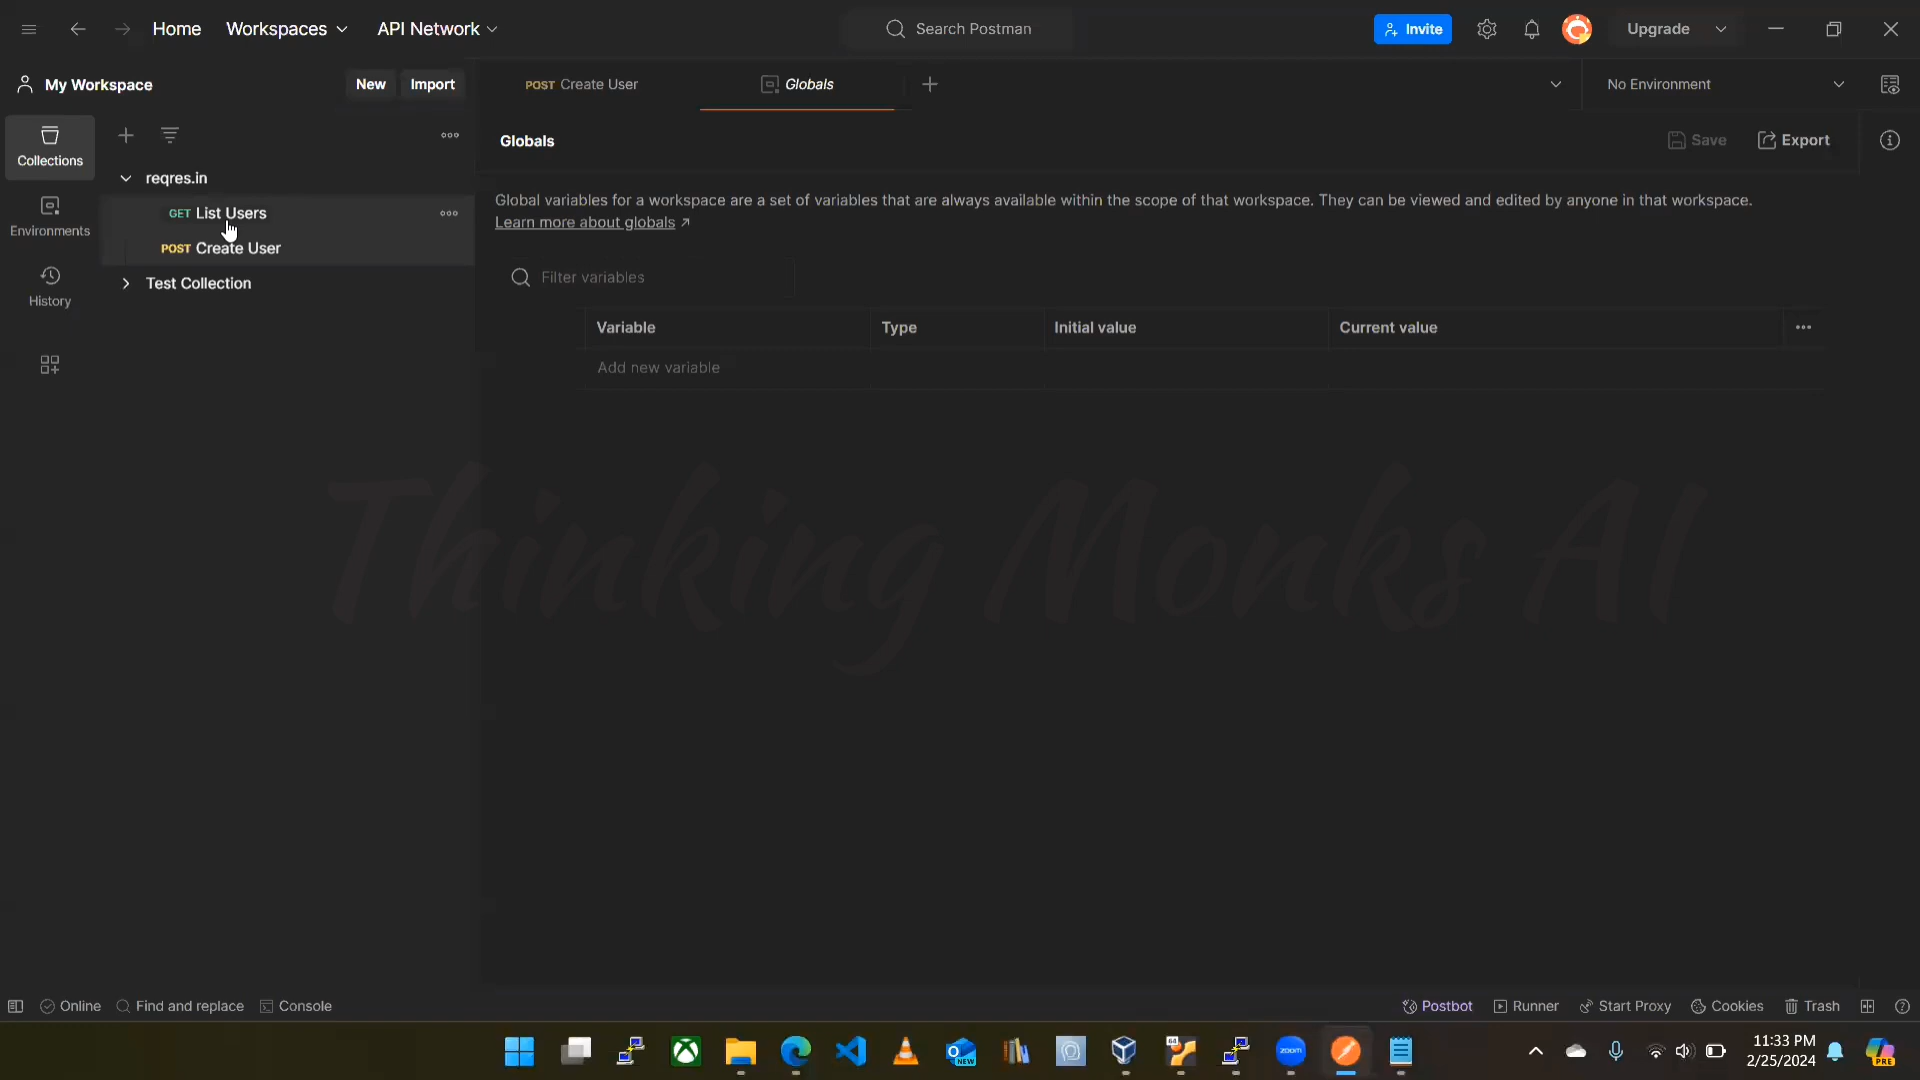 Home Workspaces API Network Search Postman Invite Upgrade
My Workspace New Import POST Create User Globals No Environment
Collections
Environments
History
reqres.in
GET List Users
POST Create User
Test Collection
Globals Save Export
Global variables for a workspace are a set of variables that are always available within the scope of that workspace. They can be viewed and edited by anyone in that workspace.
Learn more about globals ↗
Filter variables
Variable Type Initial value Current value
Add new variable
Thinking Monks AI
Online Find and replace Console Postbot Runner Start Proxy Cookies Trash
NEW
64
zoom
PRE
11:33 PM
2/25/2024